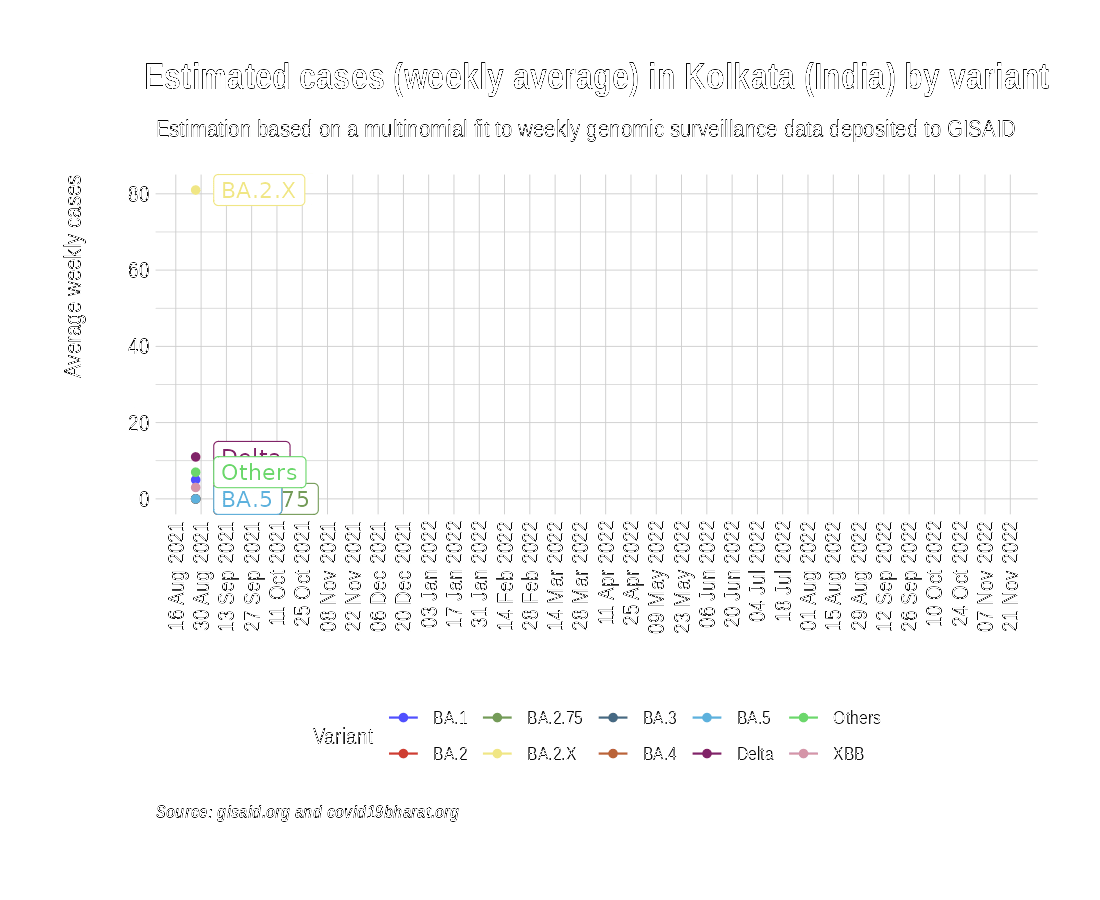 Estimated cases (weekly average) in Kolkata (India) by variant
Estimation based on a multinomial fit to weekly genomic surveillance data deposited to GISAID
Average weekly cases
80
60
40
20
0
BA.2.X
Delta
Others
BA.5
75
16 Aug 2021
30 Aug 2021
13 Sep 2021
27 Sep 2021
11 Oct 2021
25 Oct 2021
08 Nov 2021
22 Nov 2021
06 Dec 2021
20 Dec 2021
03 Jan 2022
17 Jan 2022
31 Jan 2022
14 Feb 2022
28 Feb 2022
14 Mar 2022
28 Mar 2022
11 Apr 2022
25 Apr 2022
09 May 2022
23 May 2022
06 Jun 2022
20 Jun 2022
04 Jul 2022
18 Jul 2022
01 Aug 2022
15 Aug 2022
29 Aug 2022
12 Sep 2022
26 Sep 2022
10 Oct 2022
24 Oct 2022
07 Nov 2022
21 Nov 2022
Variant
BA.1 BA.2.75 BA.3 BA.5 Others
BA.2 BA.2.X BA.4 Delta XBB
Source: gisaid.org and covid19bharat.org